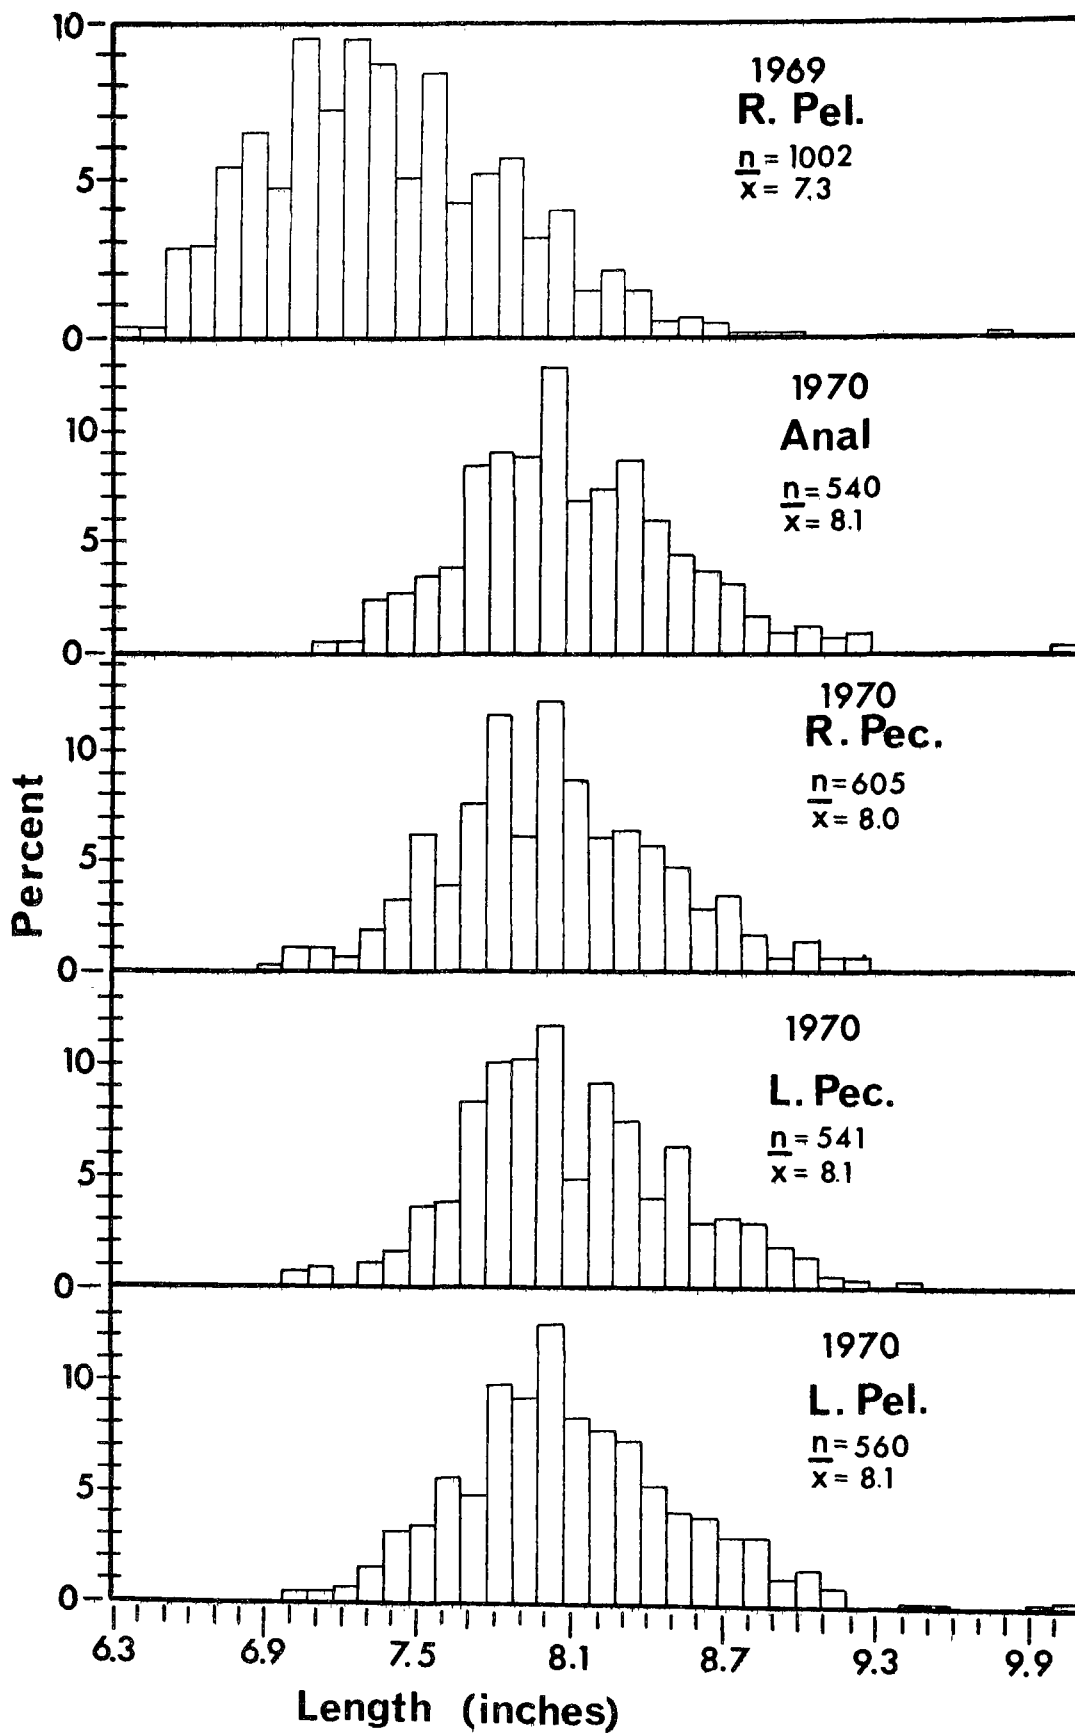 10
5
0
1969
R. Pel.
n = 1002
x = 7.3
10
5
0
1970
Anal
n = 540
x = 8.1
10
5
0
1970
R. Pec.
n = 605
x = 8.0
Percent
10
5
0
1970
L. Pec.
n = 541
x = 8.1
10
5
0
1970
L. Pel.
n = 560
x = 8.1
6.3 6.9 7.5 8.1 8.7 9.3 9.9
Length (inches)